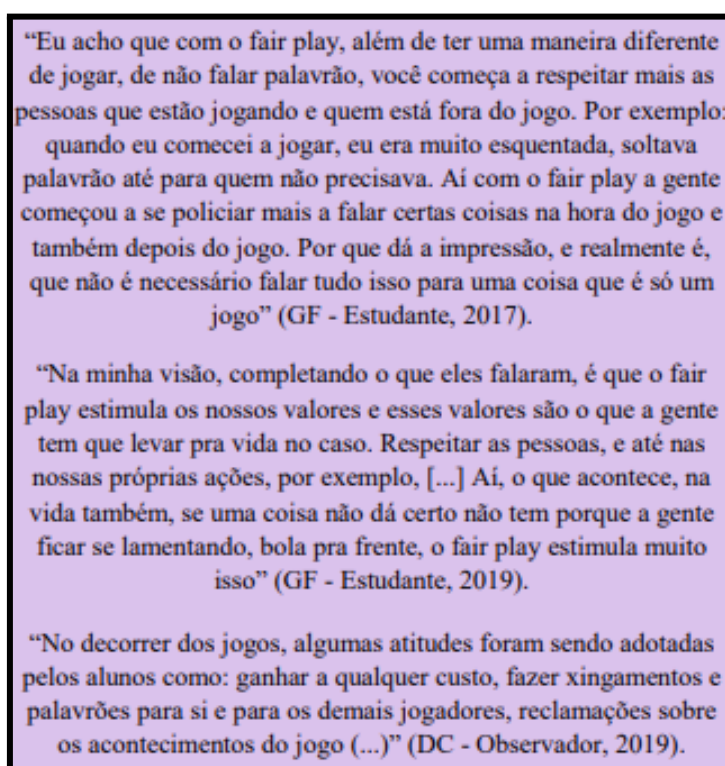 “Eu acho que com o fair play, além de ter uma maneira diferente
de jogar, de não falar palavrão, você começa a respeitar mais as
pessoas que estão jogando e quem está fora do jogo. Por exemplo:
quando eu comecei a jogar, eu era muito esquentada, soltava
palavrão até para quem não precisava. Aí com o fair play a gente
começou a se policiar mais a falar certas coisas na hora do jogo e
também depois do jogo. Por que dá a impressão, e realmente é,
que não é necessário falar tudo isso para uma coisa que é só um
jogo” (GF - Estudante, 2017).
“Na minha visão, completando o que eles falaram, é que o fair
play estimula os nossos valores e esses valores são o que a gente
tem que levar pra vida no caso. Respeitar as pessoas, e até nas
nossas próprias ações, por exemplo, [...] Aí, o que acontece, na
vida também, se uma coisa não dá certo não tem porque a gente
ficar se lamentando, bola pra frente, o fair play estimula muito
isso” (GF - Estudante, 2019).
“No decorrer dos jogos, algumas atitudes foram sendo adotadas
pelos alunos como: ganhar a qualquer custo, fazer xingamentos e
palavrões para si e para os demais jogadores, reclamações sobre
os acontecimentos do jogo (...)” (DC - Observador, 2019).